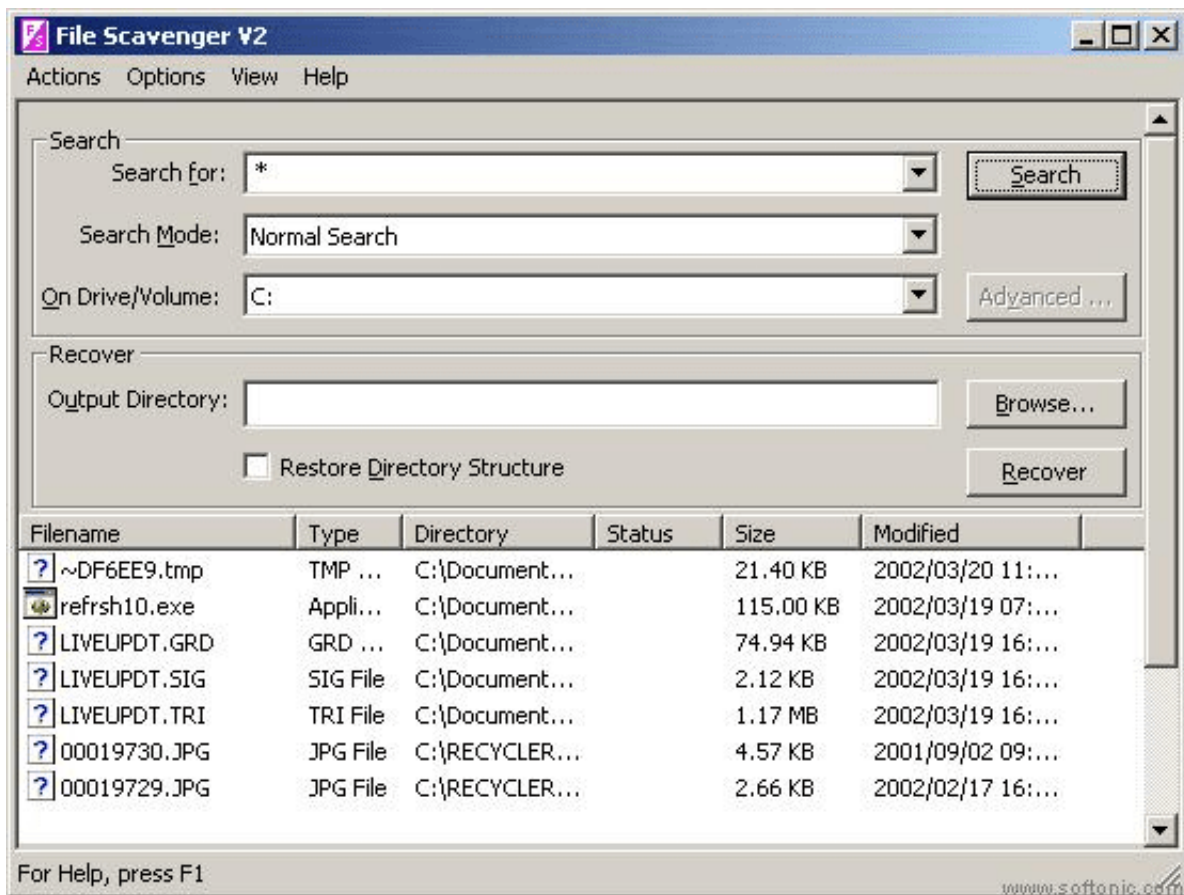 File Scavenger V2
Actions Options View Help
Search
Search for: * Search
Search Mode: Normal Search
On Drive/Volume: C: Advanced ...
Recover
Output Directory: Browse...
Restore Directory Structure Recover
Filename Type Directory Status Size Modified
~DF6EE9.tmp TMP ... C:\Document... 21.40 KB 2002/03/20 11:...
refrsh10.exe Appli... C:\Document... 115.00 KB 2002/03/19 07:...
LIVEUPDT.GRD GRD ... C:\Document... 74.94 KB 2002/03/19 16:...
LIVEUPDT.SIG SIG File C:\Document... 2.12 KB 2002/03/19 16:...
LIVEUPDT.TRI TRI File C:\Document... 1.17 MB 2002/03/19 16:...
00019730.JPG JPG File C:\RECYCLER... 4.57 KB 2001/09/02 09:...
00019729.JPG JPG File C:\RECYCLER... 2.66 KB 2002/02/17 16:...
For Help, press F1
www.softonic.com